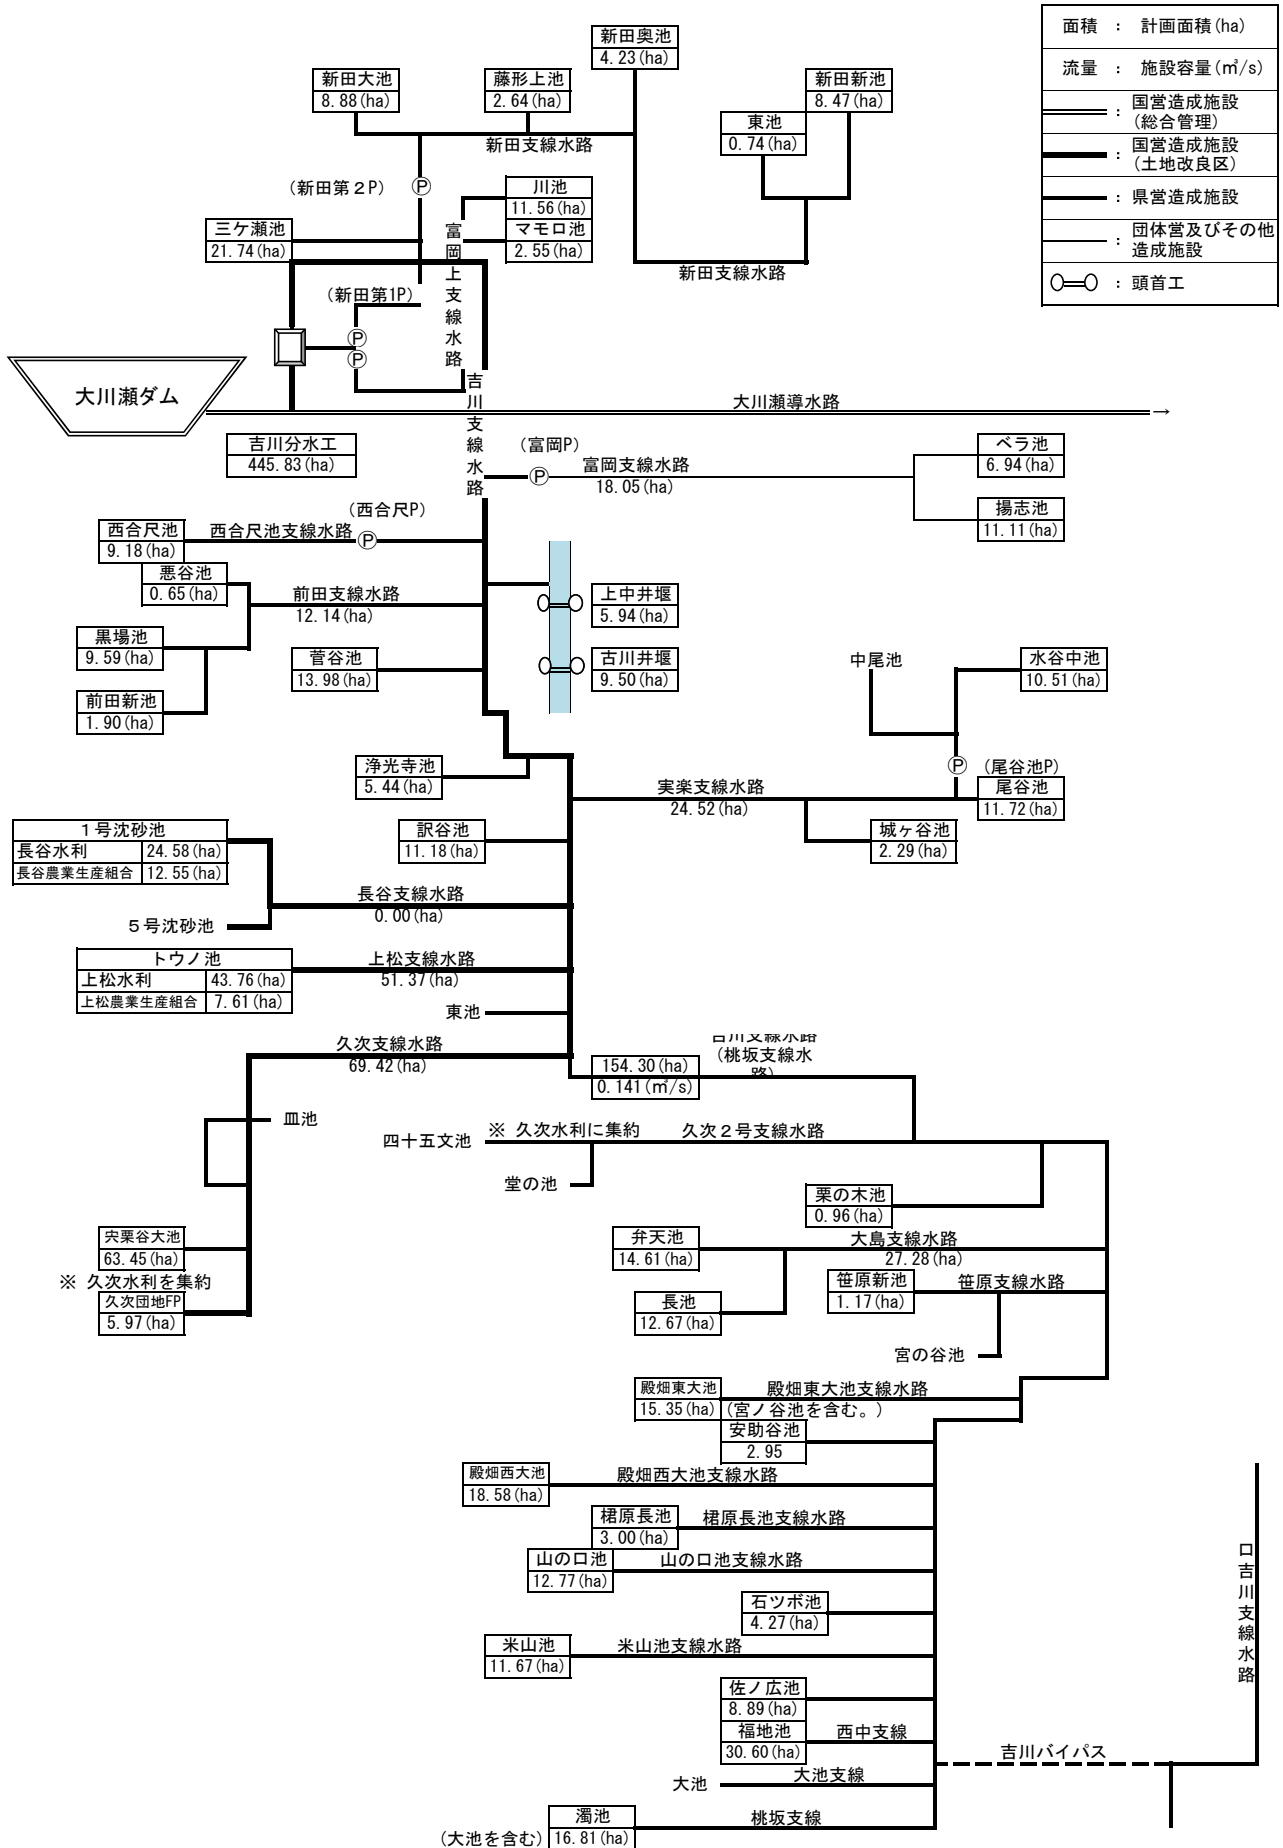 面積 : 計画面積(ha)
流量 : 施設容量(㎥/s)
: 国営造成施設
(総合管理)
: 国営造成施設
(土地改良区)
: 県営造成施設
: 団体営及びその他
造成施設
: 頭首工
新田奥池
4.23(ha)
新田大池
8.88(ha)
藤形上池
2.64(ha)
新田新池
8.47(ha)
東池
0.74(ha)
新田支線水路
(新田第2P)
Ⓟ
川池
11.56(ha)
マモロ池
2.55(ha)
三ケ瀬池
21.74(ha)
富岡上支線水路
新田支線水路
(新田第1P)
Ⓟ
Ⓟ
大川瀬ダム
吉川支線水路
大川瀬導水路
→
吉川分水工
445.83(ha)
(富岡P)
Ⓟ
富岡支線水路
18.05(ha)
ベラ池
6.94(ha)
揚志池
11.11(ha)
(西合尺P)
西合尺池
9.18(ha)
西合尺池支線水路
Ⓟ
悪谷池
0.65(ha)
前田支線水路
12.14(ha)
上中井堰
5.94(ha)
黒場池
9.59(ha)
菅谷池
13.98(ha)
古川井堰
9.50(ha)
前田新池
1.90(ha)
中尾池
水谷中池
10.51(ha)
浄光寺池
5.44(ha)
Ⓟ
(尾谷池P)
尾谷池
11.72(ha)
実楽支線水路
24.52(ha)
訳谷池
11.18(ha)
城ヶ谷池
2.29(ha)
1号沈砂池
長谷水利 24.58(ha)
長谷農業生産組合 12.55(ha)
長谷支線水路
0.00(ha)
5号沈砂池
トウノ池
上松水利 43.76(ha)
上松農業生産組合 7.61(ha)
上松支線水路
51.37(ha)
東池
久次支線水路
69.42(ha)
154.30(ha)
0.141(㎥/s)
吉川支線水路
(桃坂支線水
路)
皿池
四十五文池
※ 久次水利に集約
久次2号支線水路
堂の池
栗の木池
0.96(ha)
宍粟谷大池
63.45(ha)
※ 久次水利を集約
久次団地FP
5.97(ha)
弁天池
14.61(ha)
大島支線水路
27.28(ha)
長池
12.67(ha)
笹原新池
1.17(ha)
笹原支線水路
宮の谷池
殿畑東大池
15.35(ha)
殿畑東大池支線水路
(宮ノ谷池を含む。)
安助谷池
2.95
殿畑西大池
18.58(ha)
殿畑西大池支線水路
桾原長池
3.00(ha)
桾原長池支線水路
山の口池
12.77(ha)
山の口池支線水路
石ツボ池
4.27(ha)
米山池
11.67(ha)
米山池支線水路
佐ノ広池
8.89(ha)
福地池
30.60(ha)
西中支線
口吉川支線水路
吉川バイパス
大池
大池支線
濁池
16.81(ha)
桃坂支線
(大池を含む)